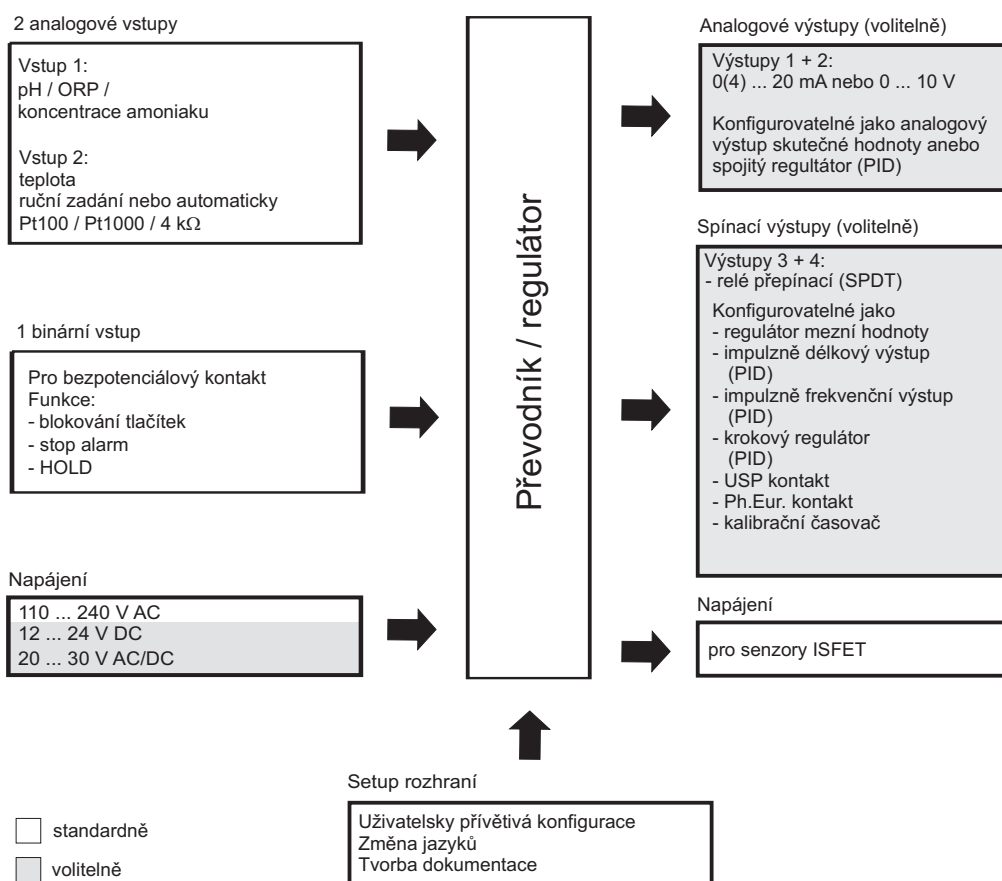 2 analogové vstupy
Vstup 1:
pH / ORP /
koncentrace amoniaku
Vstup 2:
teplota
ruční zadání nebo automaticky
Pt100 / Pt1000 / 4 kΩ
1 binární vstup
Pro bezpotenciálový kontakt
Funkce:
- blokování tlačítek
- stop alarm
- HOLD
Napájení
110 ... 240 V AC
12 ... 24 V DC
20 ... 30 V AC/DC
Převodník / regulátor
Analogové výstupy (volitelně)
Výstupy 1 + 2:
0(4) ... 20 mA nebo 0 ... 10 V
Konfigurovatelné jako analogový
výstup skutečné hodnoty anebo
spojitý regultátor (PID)
Spínací výstupy (volitelně)
Výstupy 3 + 4:
- relé přepínací (SPDT)
Konfigurovatelné jako
- regulátor mezní hodnoty
- impulzně délkový výstup
(PID)
- impulzně frekvenční výstup
(PID)
- krokový regulátor
(PID)
- USP kontakt
- Ph.Eur. kontakt
- kalibrační časovač
Napájení
pro senzory ISFET
Setup rozhraní
Uživatelsky přívětivá konfigurace
Změna jazyků
Tvorba dokumentace
standardně
volitelně